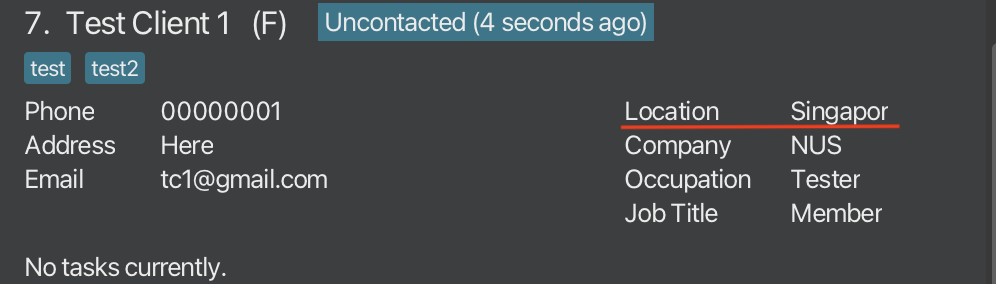 7. Test Client 1 (F) Uncontacted (4 seconds ago)
test test2
Phone 00000001 Location Singapor
Address Here Company NUS
Email tc1@gmail.com Occupation Tester
Job Title Member
No tasks currently.